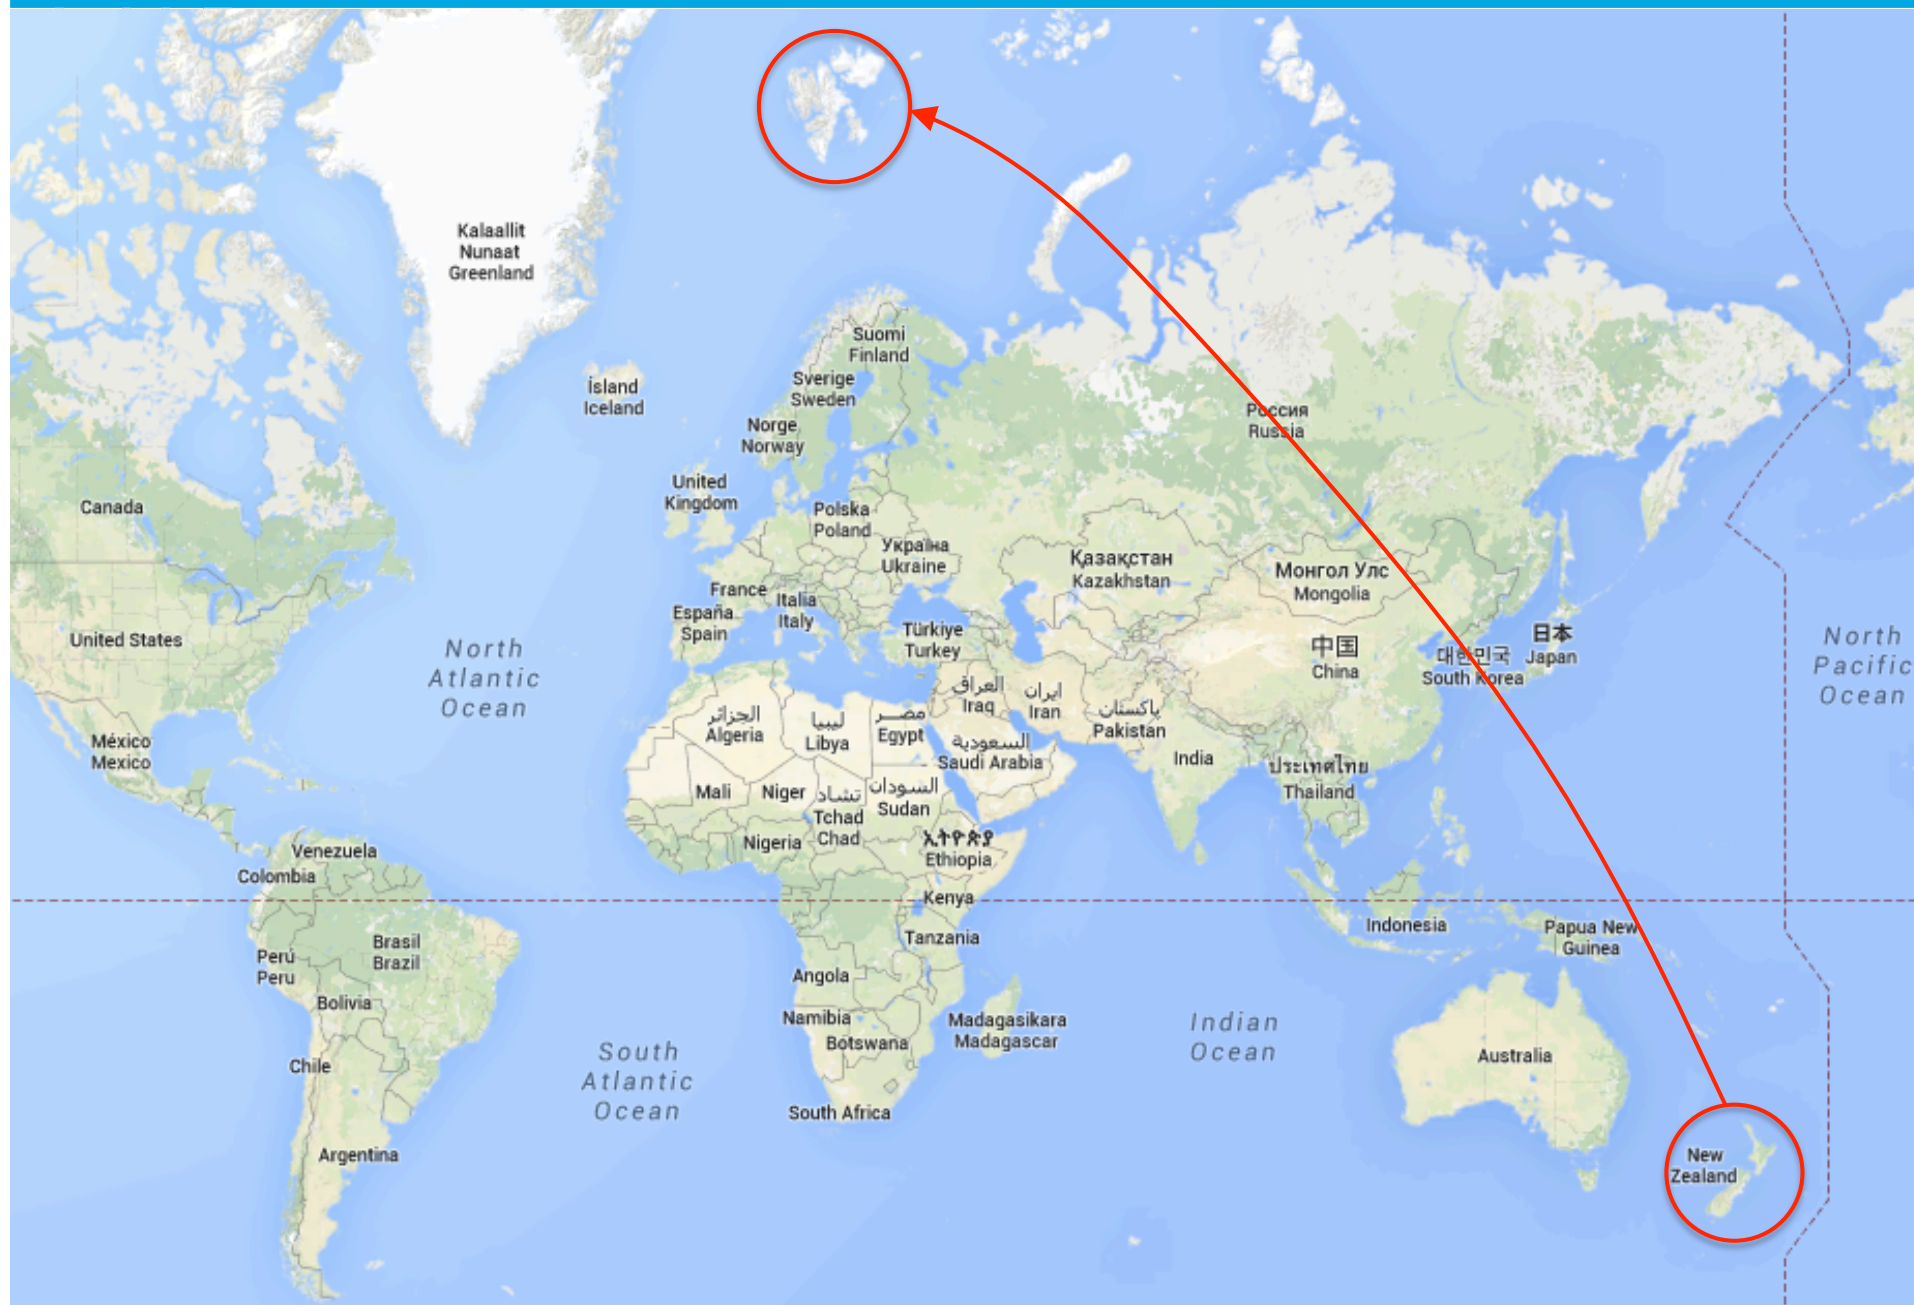 Kalaallit
Nunaat
Greenland
Ísland
Iceland
Suomi
Finland
Sverige
Sweden
Norge
Norway
Россия
Russia
United
Kingdom
Canada
Polska
Poland
Україна
Ukraine
Қазақстан
Kazakhstan
Монгол Улс
Mongolia
France
Italia
Italy
España
Spain
Türkiye
Turkey
United States
North
Atlantic
Ocean
中国
China
대한민국
South Korea
日本
Japan
North
Pacific
Ocean
العراق
Iraq
ایران
Iran
پاکستان
Pakistan
الجزائر
Algeria
ليبيا
Libya
مصر
Egypt
السعودية
Saudi Arabia
India
ประเทศไทย
Thailand
México
Mexico
Mali
Niger
تشاد
Tchad
Chad
السودان
Sudan
Nigeria
ኢትዮጵያ
Ethiopia
Venezuela
Colombia
Kenya
Indonesia
Papua New
Guinea
Tanzania
Brasil
Brazil
Perú
Peru
Angola
Bolivia
Namibia
Botswana
Madagasikara
Madagascar
Indian
Ocean
Australia
South
Atlantic
Ocean
Chile
South Africa
Argentina
New
Zealand